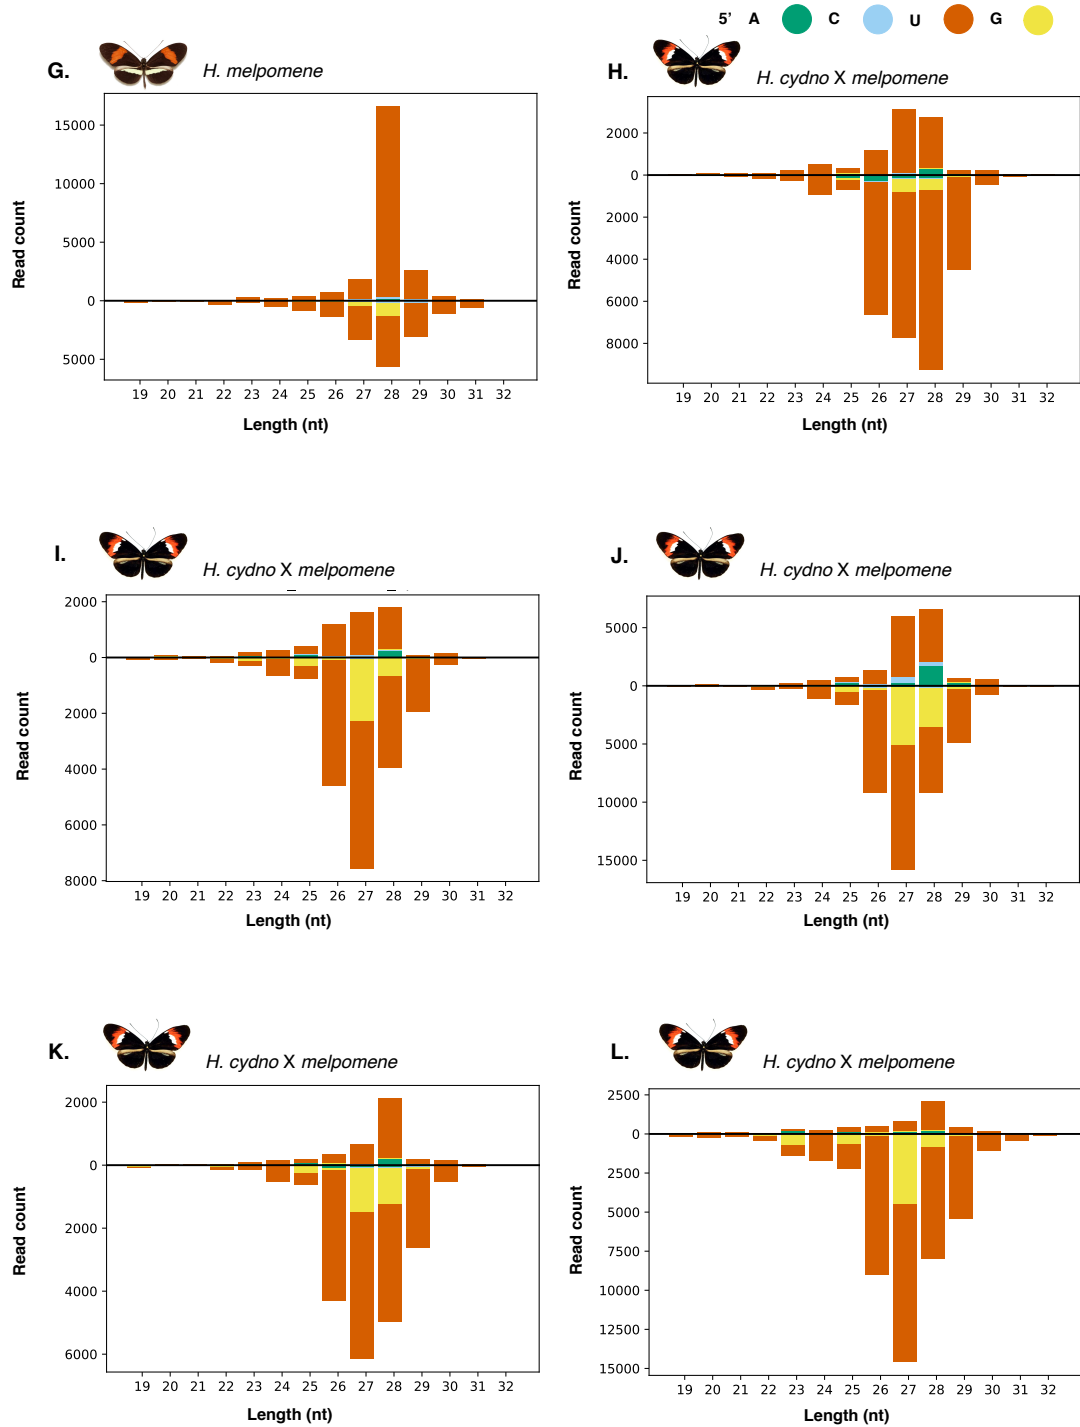 5' A C U G
G. H. melpomene
15000
10000
5000
0
5000
Read count
19 20 21 22 23 24 25 26 27 28 29 30 31 32
Length (nt)
H. H. cydno X melpomene
2000
0
2000
4000
6000
8000
Read count
19 20 21 22 23 24 25 26 27 28 29 30 31 32
Length (nt)
I. H. cydno X melpomene
2000
0
2000
4000
6000
8000
Read count
19 20 21 22 23 24 25 26 27 28 29 30 31 32
Length (nt)
J. H. cydno X melpomene
5000
0
5000
10000
15000
Read count
19 20 21 22 23 24 25 26 27 28 29 30 31 32
Length (nt)
K. H. cydno X melpomene
2000
0
2000
4000
6000
Read count
19 20 21 22 23 24 25 26 27 28 29 30 31 32
Length (nt)
L. H. cydno X melpomene
2500
0
2500
5000
7500
10000
12500
15000
Read count
19 20 21 22 23 24 25 26 27 28 29 30 31 32
Length (nt)